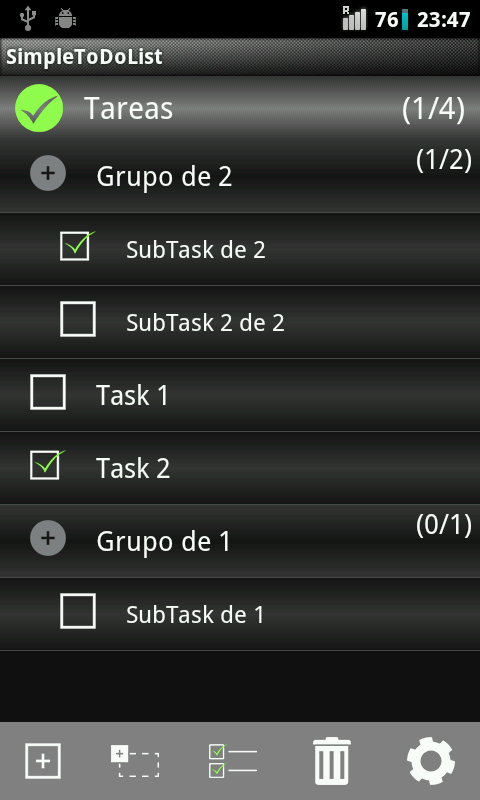 R 76 23:47
SimpleToDoList
Tareas (1/4)
Grupo de 2 (1/2)
SubTask de 2
SubTask 2 de 2
Task 1
Task 2
Grupo de 1 (0/1)
SubTask de 1